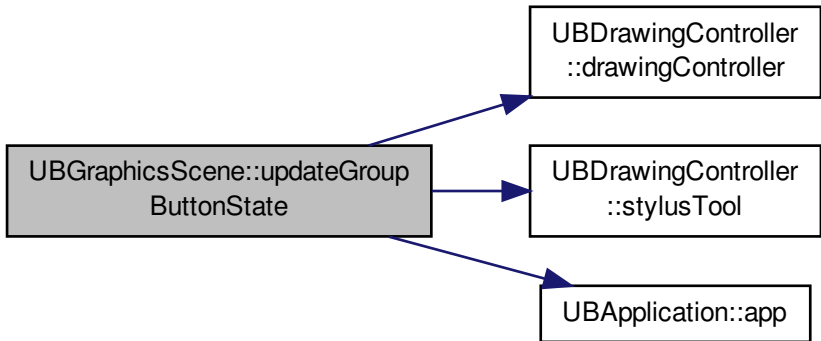 UBGraphicsScene::updateGroup
ButtonState
UBDrawingController
::drawingController
UBDrawingController
::stylusTool
UBApplication::app